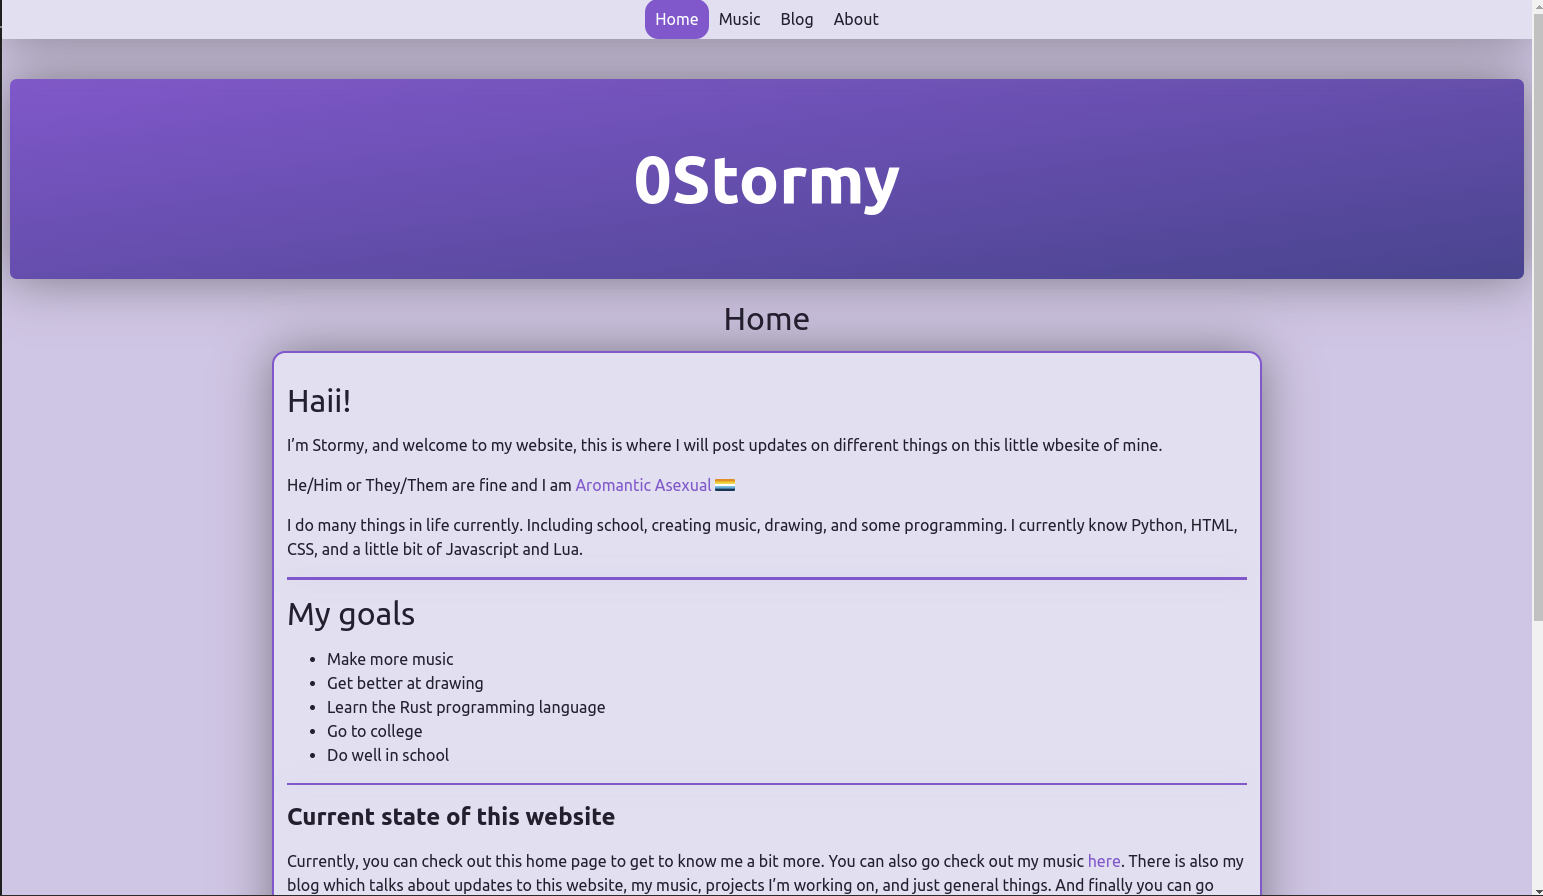 Home Music Blog About
0Stormy
Home
Haii!
I’m Stormy, and welcome to my website, this is where I will post updates on different things on this little wbesite of mine.
He/Him or They/Them are fine and I am Aromantic Asexual
I do many things in life currently. Including school, creating music, drawing, and some programming. I currently know Python, HTML,
CSS, and a little bit of Javascript and Lua.
My goals
• Make more music
• Get better at drawing
• Learn the Rust programming language
• Go to college
• Do well in school
Current state of this website
Currently, you can check out this home page to get to know me a bit more. You can also go check out my music here. There is also my
blog which talks about updates to this website, my music, projects I’m working on, and just general things. And finally you can go